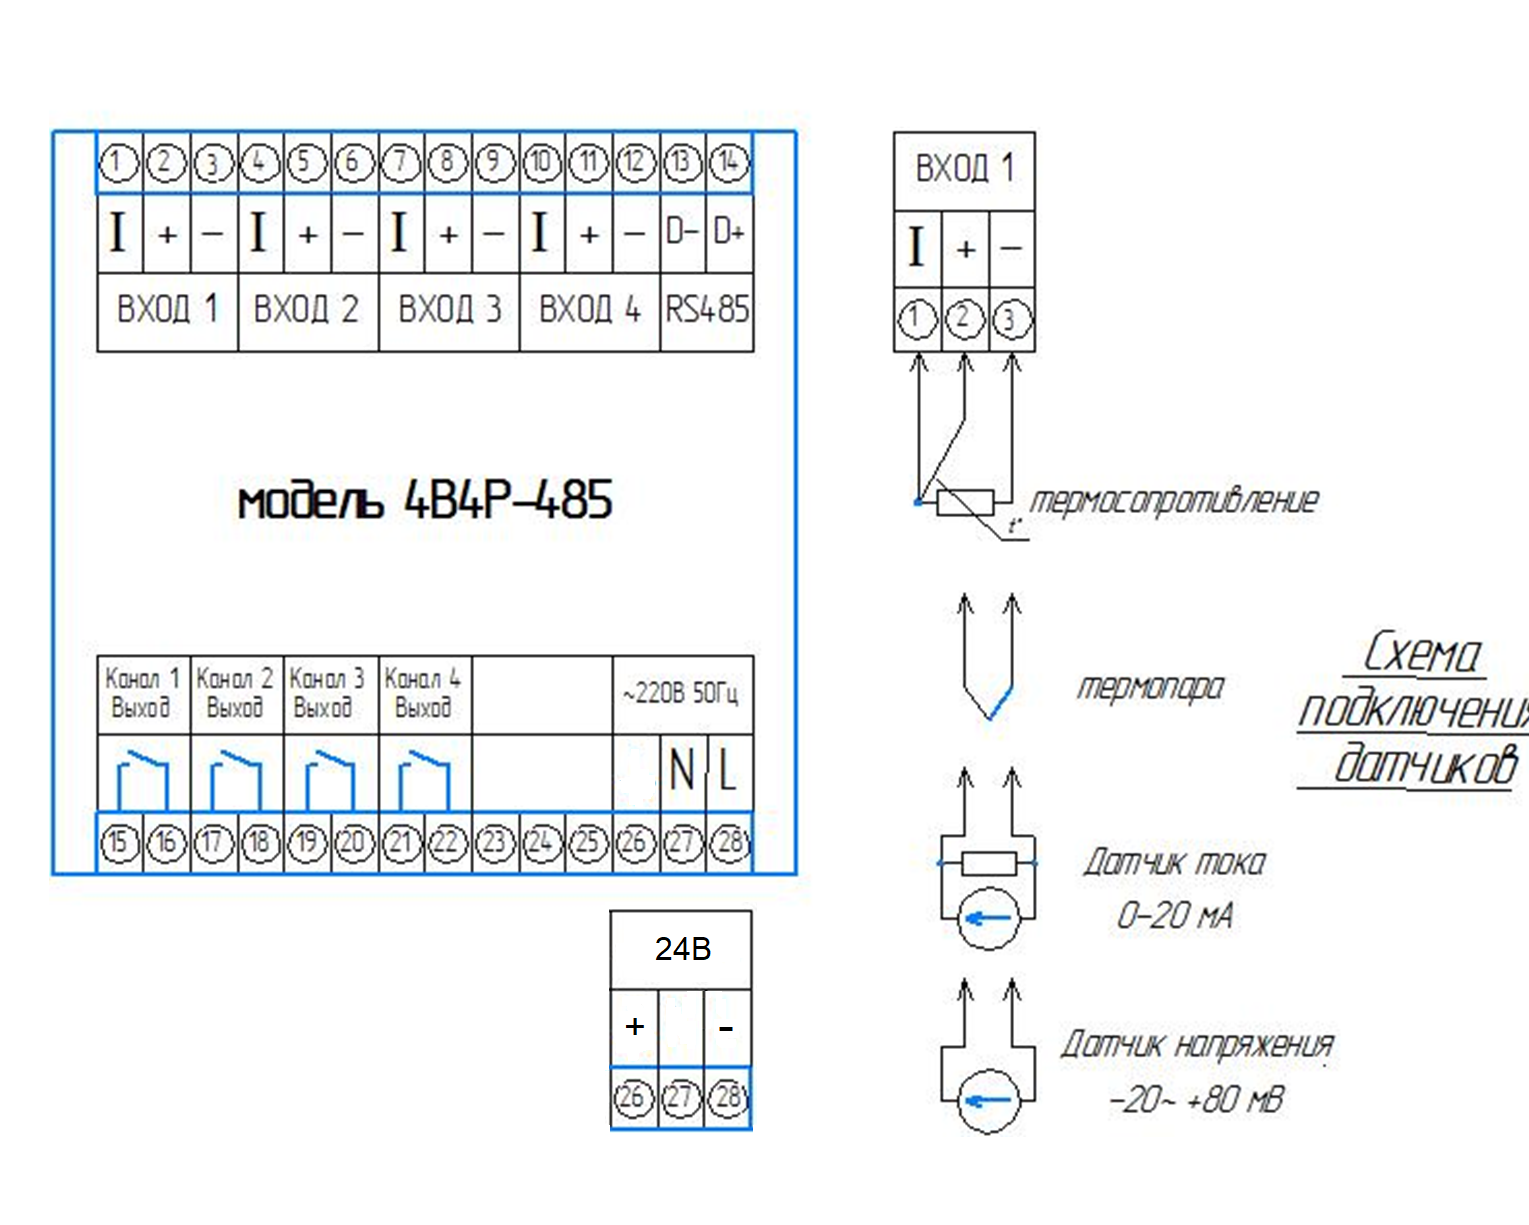 1 2 3 4 5 6 7 8 9 10 11 12 13 14
I + − I + − I + − I + − D− D+
ВХОД 1 ВХОД 2 ВХОД 3 ВХОД 4 RS485
модель 4В4Р−485
Канал 1 Канал 2 Канал 3 Канал 4
Выход Выход Выход Выход
~220В 50Гц
N L
15 16 17 18 19 20 21 22 23 24 25 26 27 28
24В
+ -
26 27 28
ВХОД 1
I + −
1 2 3
термосопротивление
t°
термопара
Датчик тока
0−20 мА
Датчик напряжения
−20~ +80 мВ
Схема
подключения
датчиков